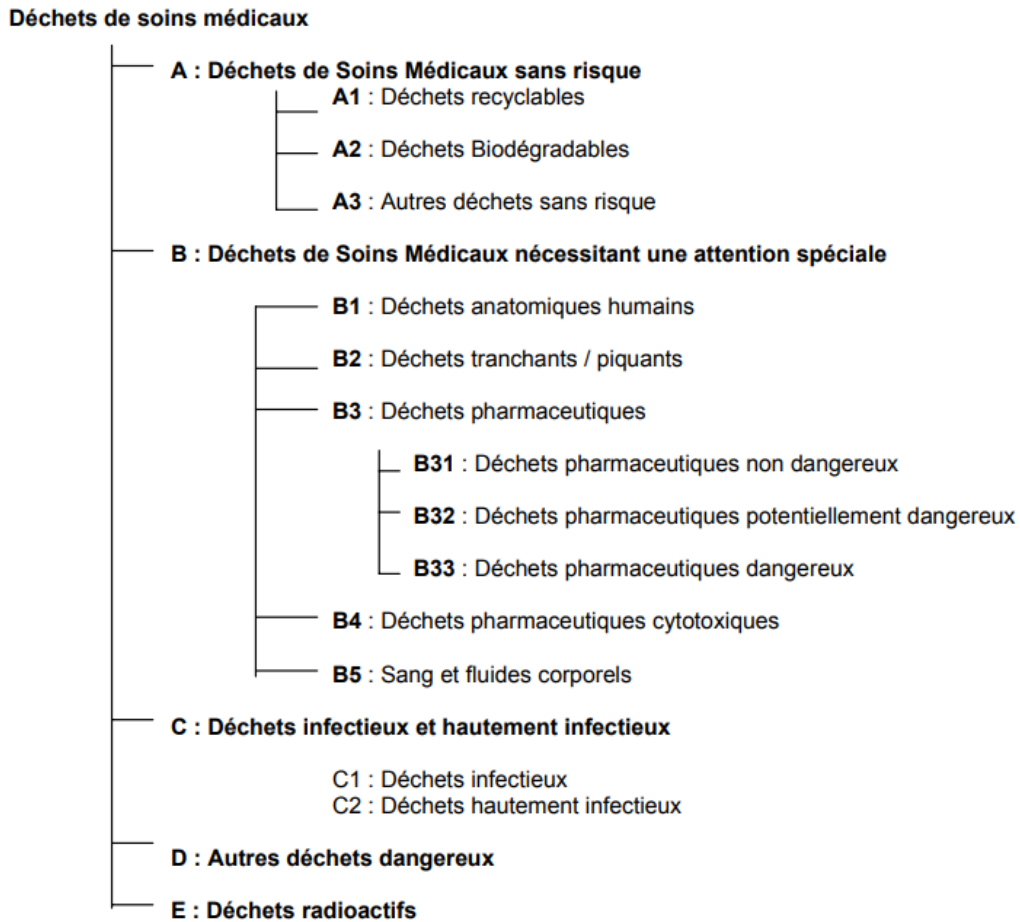 Déchets de soins médicaux
A : Déchets de Soins Médicaux sans risque
A1 : Déchets recyclables
A2 : Déchets Biodégradables
A3 : Autres déchets sans risque
B : Déchets de Soins Médicaux nécessitant une attention spéciale
B1 : Déchets anatomiques humains
B2 : Déchets tranchants / piquants
B3 : Déchets pharmaceutiques
B31 : Déchets pharmaceutiques non dangereux
B32 : Déchets pharmaceutiques potentiellement dangereux
B33 : Déchets pharmaceutiques dangereux
B4 : Déchets pharmaceutiques cytotoxiques
B5 : Sang et fluides corporels
C : Déchets infectieux et hautement infectieux
C1 : Déchets infectieux
C2 : Déchets hautement infectieux
D : Autres déchets dangereux
E : Déchets radioactifs